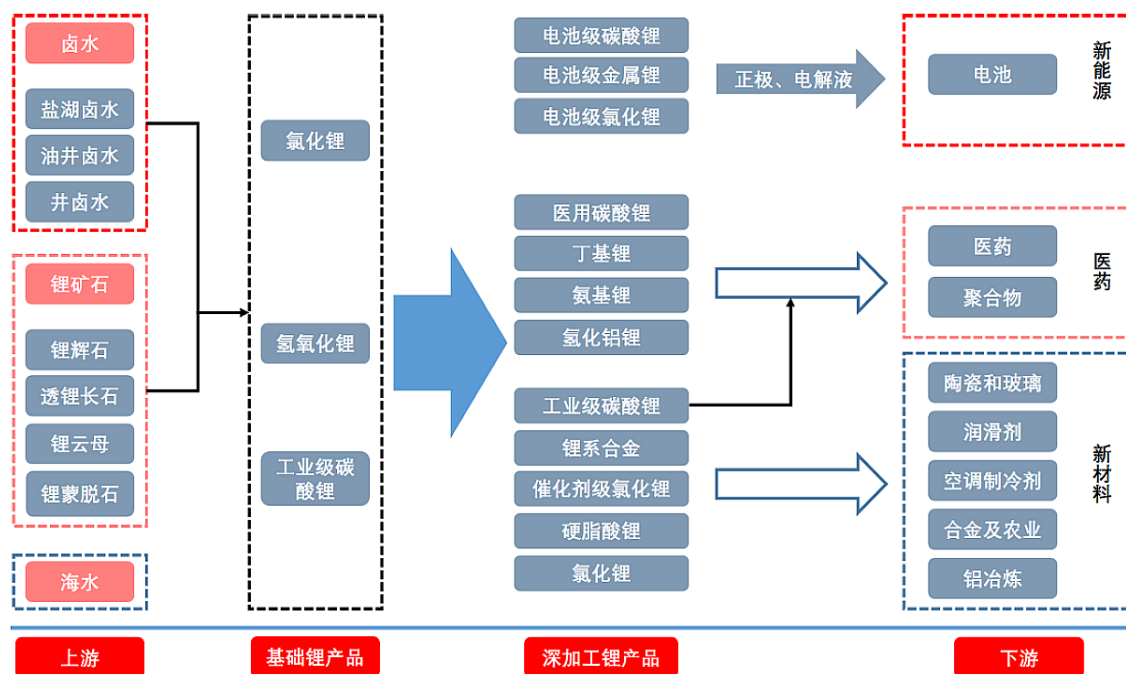 卤水
盐湖卤水
油井卤水
井卤水
锂矿石
锂辉石
透锂长石
锂云母
锂蒙脱石
海水
上游
氯化锂
氢氧化锂
工业级碳
酸锂
基础锂产品
电池级碳酸锂
电池级金属锂
电池级氯化锂
医用碳酸锂
丁基锂
氨基锂
氢化铝锂
工业级碳酸锂
锂系合金
催化剂级氯化锂
硬脂酸锂
氯化锂
深加工锂产品
正极、电解液
电池
新能源
医药
聚合物
医药
陶瓷和玻璃
润滑剂
空调制冷剂
合金及农业
铝冶炼
新材料
下游